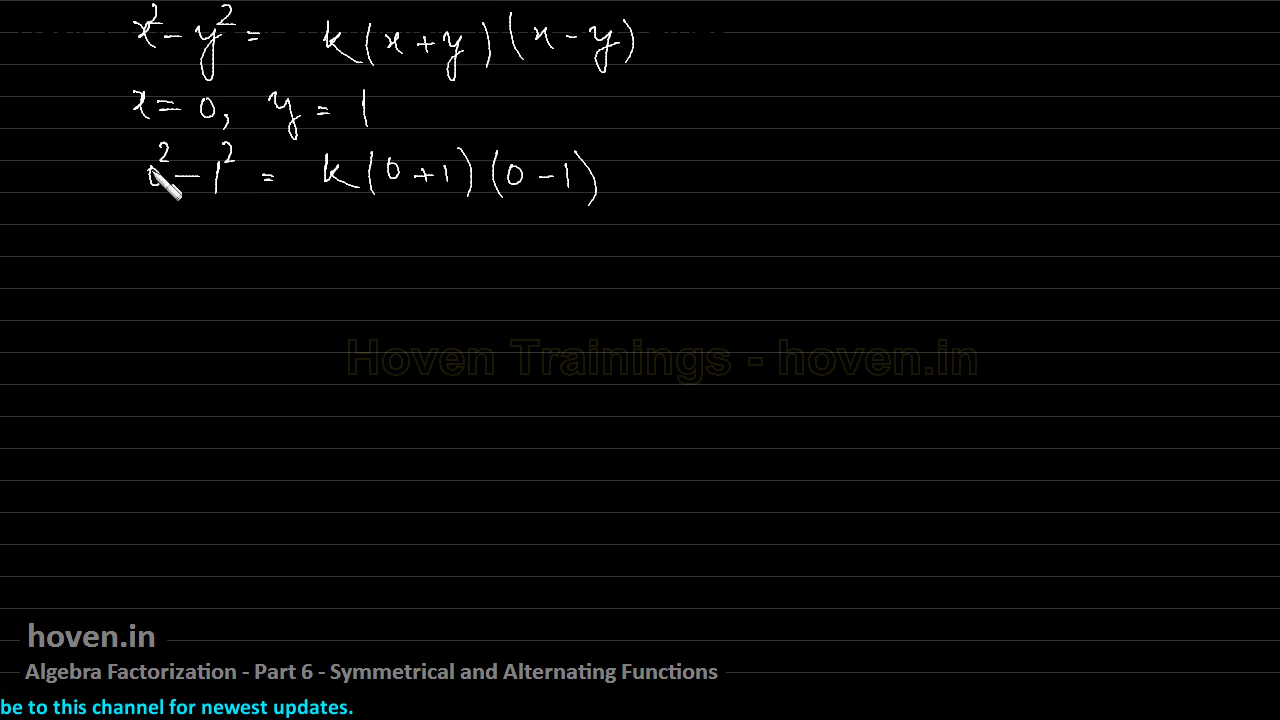 x² - y² = k(x + y)(x - y)
x = 0, y = 1
0² - 1² = k(0 + 1)(0 - 1)
Hoven Trainings - hoven.in
hoven.in
Algebra Factorization - Part 6 - Symmetrical and Alternating Functions
be to this channel for newest updates.